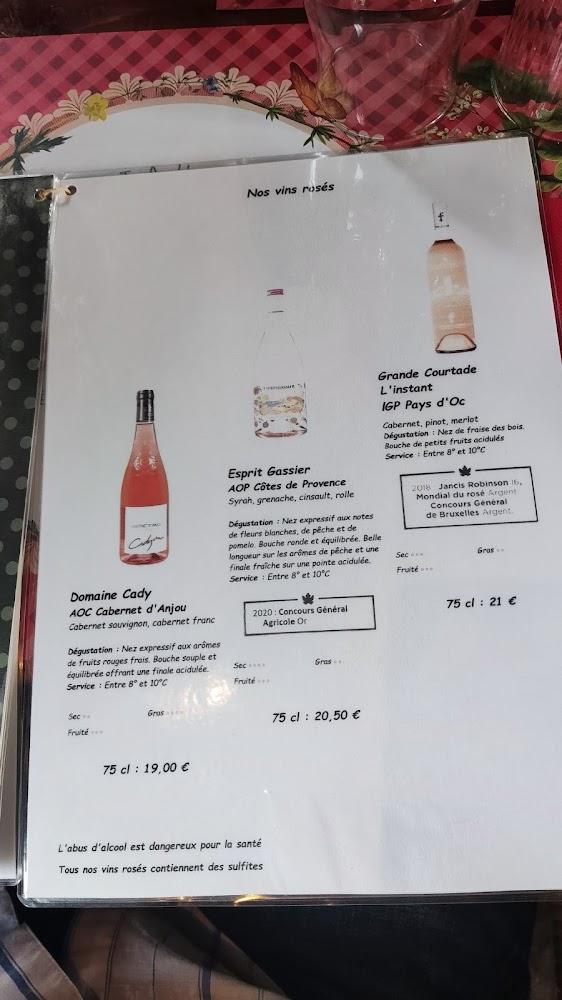 Nos vins rosés
Grande Courtade
L'instant
IGP Pays d'Oc
Cabernet, pinot, merlot
Dégustation : Nez de fraise des bois.
Bouche de petits fruits acidulés
Service : Entre 8° et 10°C
2018 Jancis Robinson 16,
Mondial du rosé Argent
Concours Général
de Bruxelles Argent.
Sec
Gras
Fruité
75 cl : 21 €
Esprit Gassier
AOP Côtes de Provence
Syrah, grenache, cinsault, rolle
Dégustation : Nez expressif aux notes
de fleurs blanches, de pêche et de
pomelo. Bouche ronde et équilibrée. Belle
longueur sur les arômes de pêche et une
finale fraîche sur une pointe acidulée.
Service : Entre 8° et 10°C
2020 : Concours Général
Agricole Or
Sec
Gras
Fruité
75 cl : 20,50 €
Cady
Domaine Cady
AOC Cabernet d'Anjou
Cabernet sauvignon, cabernet franc
Dégustation : Nez expressif aux arômes
de fruits rouges frais. Bouche souple et
équilibrée offrant une finale acidulée.
Service : Entre 8° et 10°C
Sec
Gras
Fruité
75 cl : 19,00 €
L'abus d'alcool est dangereux pour la santé
Tous nos vins rosés contiennent des sulfites